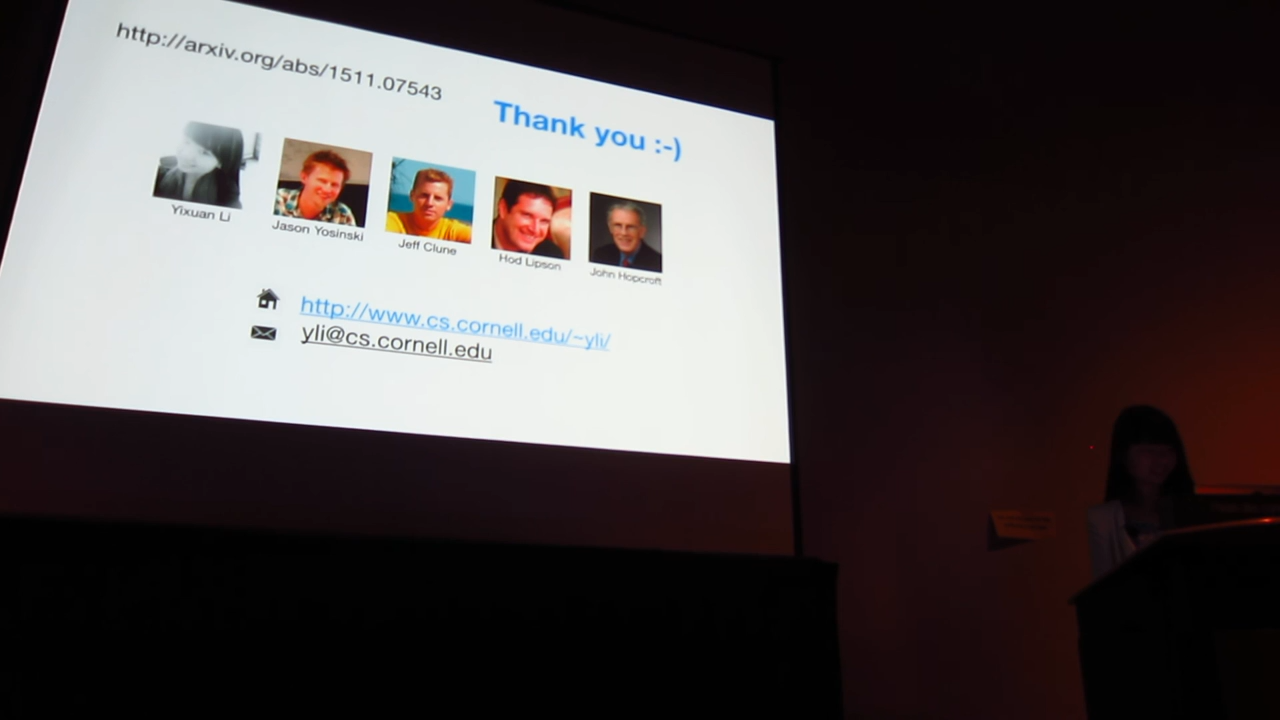 http://arxiv.org/abs/1511.07543
Thank you :-)
Yixuan Li
Jason Yosinski
Jeff Clune
Hod Lipson
John Hopcroft
http://www.cs.cornell.edu/~yli/
yli@cs.cornell.edu